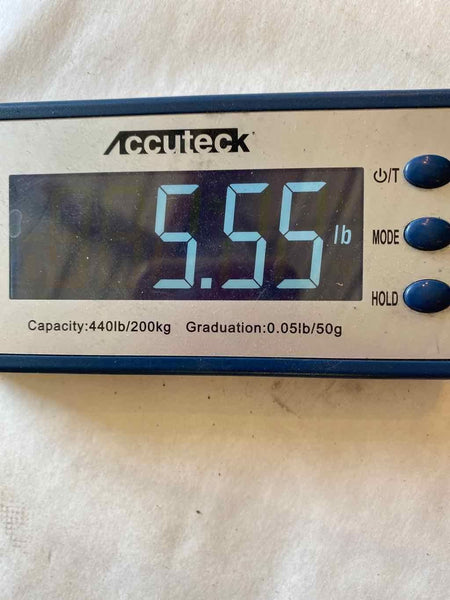 Accuteck
5.55 lb
⏻/T
MODE
HOLD
Capacity:440lb/200kg Graduation:0.05lb/50g